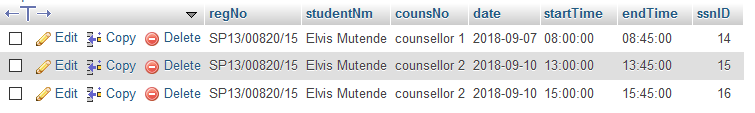 regNo studentNm counsNo date startTime endTime ssnID
Edit Copy Delete SP13/00820/15 Elvis Mutende counsellor 1 2018-09-07 08:00:00 08:45:00 14
Edit Copy Delete SP13/00820/15 Elvis Mutende counsellor 2 2018-09-10 13:00:00 13:45:00 15
Edit Copy Delete SP13/00820/15 Elvis Mutende counsellor 2 2018-09-10 15:00:00 15:45:00 16